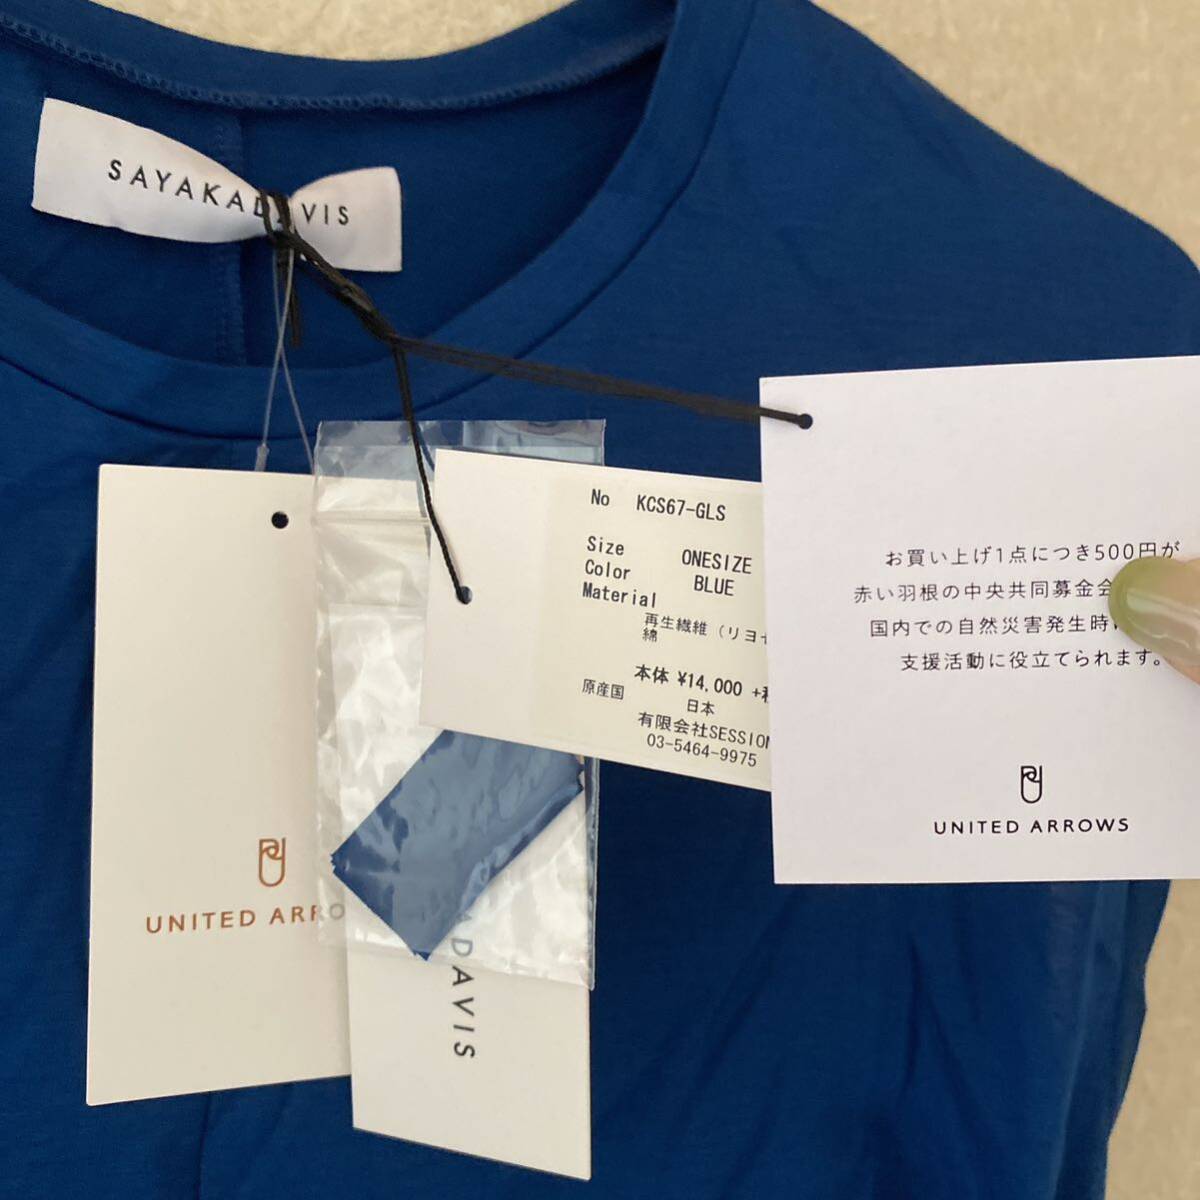 SAYAKADAVIS
No KCS67-GLS
Size ONESIZE
Color BLUE
Material
再生繊維（リヨ
綿
本体 ¥14,000
原産国 日本
有限会社SESSION
03-5464-9975
お買い上げ1点につき500円が
赤い羽根の中央共同募金会
国内での自然災害発生時
支援活動に役立てられます。
UNITED ARROWS
UNITED ARRO
DAVIS